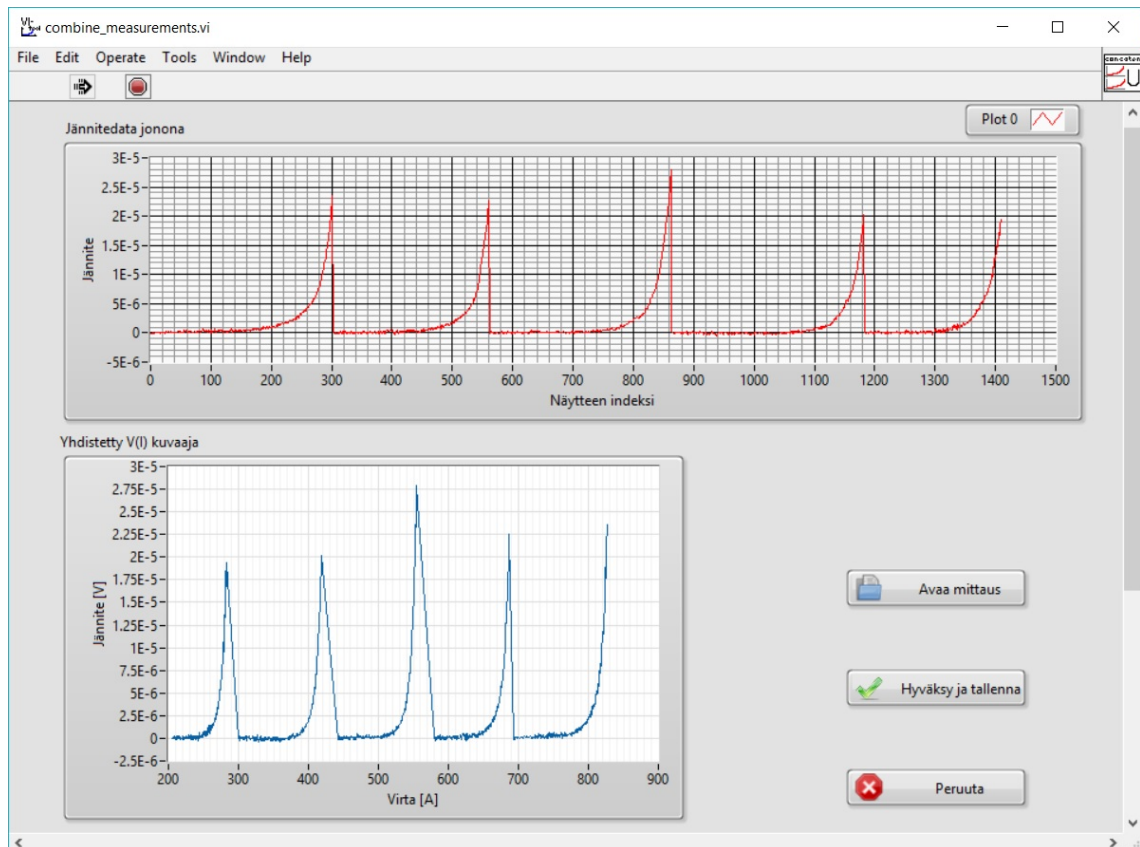 combine_measurements.vi
File Edit Operate Tools Window Help
Jännitedata jonona
Plot 0
3E-5
2.5E-5
2E-5
1.5E-5
1E-5
5E-6
0
-5E-6
Jännite
0 100 200 300 400 500 600 700 800 900 1000 1100 1200 1300 1400 1500
Näytteen indeksi
Yhdistetty V(I) kuvaaja
3E-5
2.75E-5
2.5E-5
2.25E-5
2E-5
1.75E-5
1.5E-5
1.25E-5
1E-5
7.5E-6
5E-6
2.5E-6
0
-2.5E-6
Jännite [V]
200 300 400 500 600 700 800 900
Virta [A]
Avaa mittaus
Hyväksy ja tallenna
Peruuta